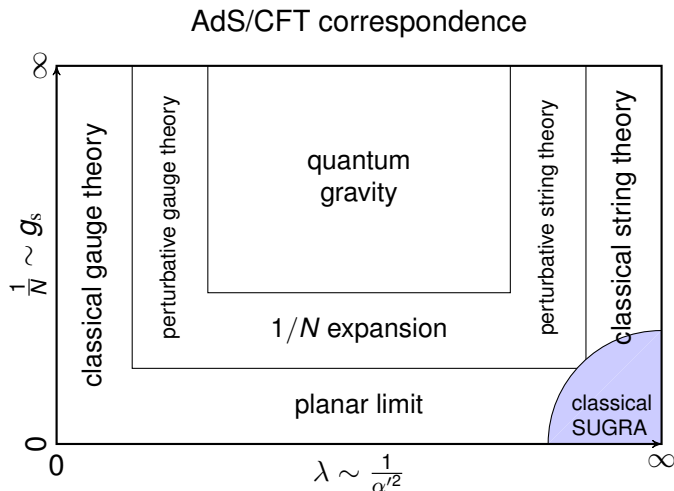 AdS/CFT correspondence
∞
classical gauge theory
perturbative gauge theory
quantum
gravity
perturbative string theory
classical string theory
1/N ~ g_s
1/N expansion
planar limit
classical
SUGRA
0
0
λ ~ 1/α′²
∞